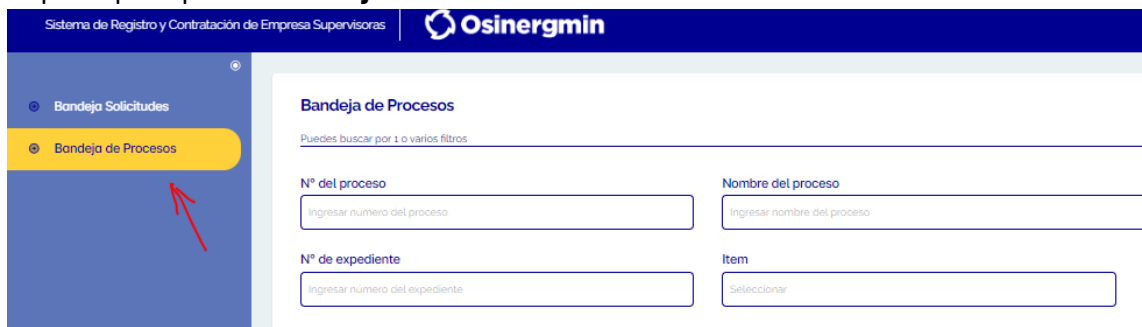 Sistema de Registro y Contratación de Empresa Supervisoras
Osinergmin
Bandeja Solicitudes
Bandeja de Procesos
Bandeja de Procesos
Puedes buscar por 1 o varios filtros
Nº del proceso
Nombre del proceso
Ingresar número del proceso
Ingresar nombre del proceso
Nº de expediente
Item
Ingresar número del expediente
Seleccionar